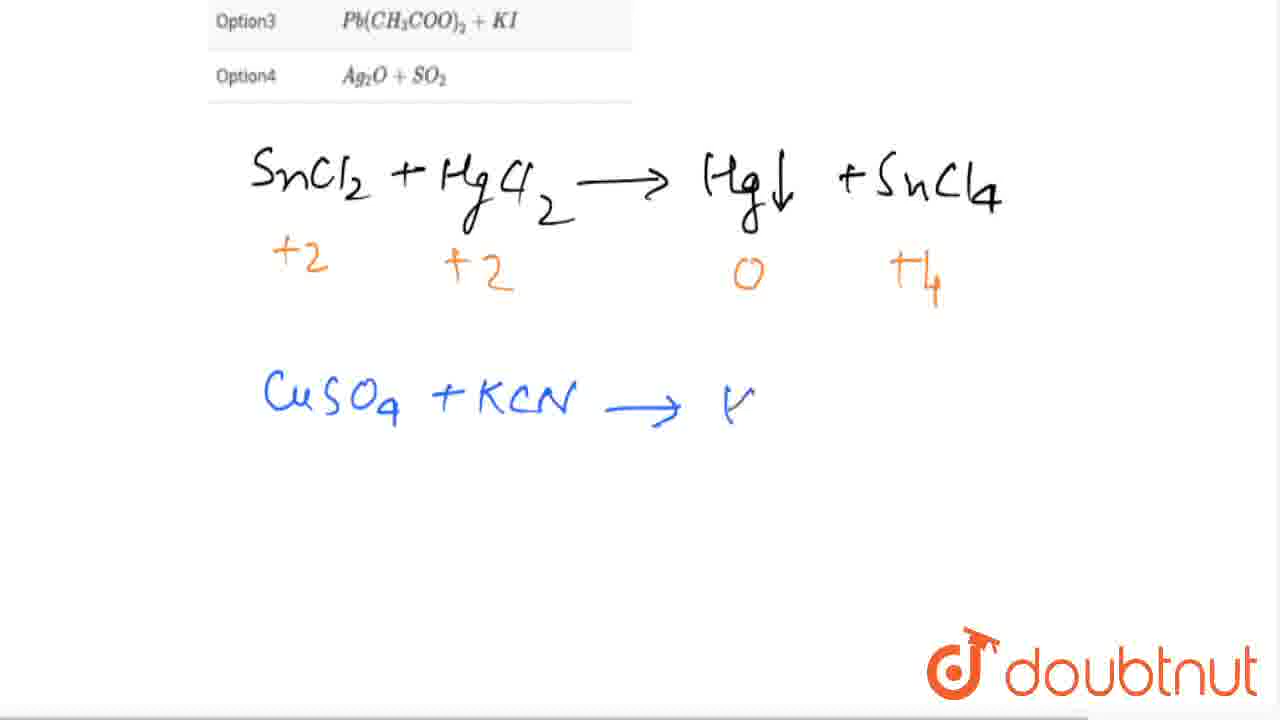 Option3 Pb(CH₃COO)₂ + KI
Option4 Ag₂O + SO₂
SnCl₂ + HgCl₂ ⟶ Hg↓ + SnCl₄
+2 +2 0 +4
CuSO₄ + KCN ⟶ K
doubtnut